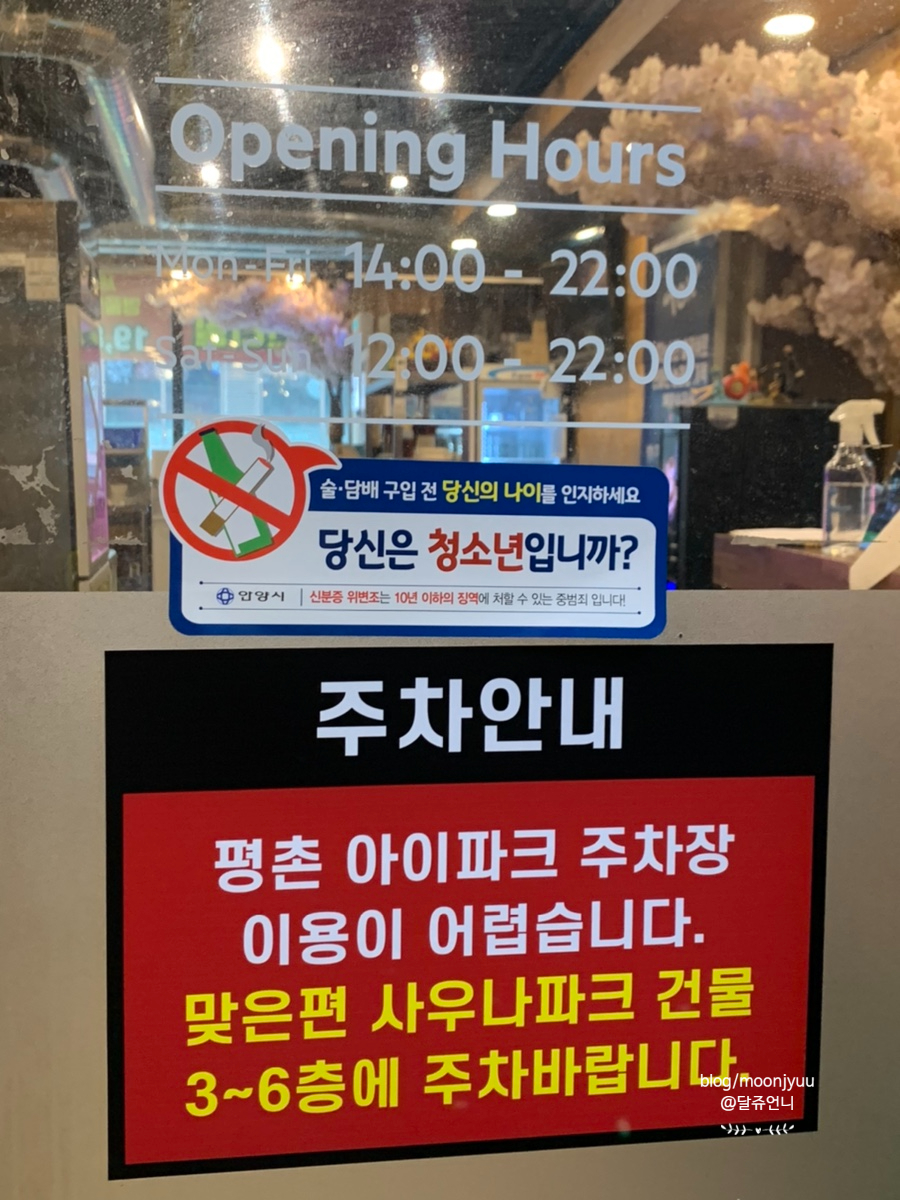 Opening Hours
Mon-Fri 14:00 - 22:00
Sat-Sun 12:00 - 22:00
술·담배 구입 전 당신의 나이를 인지하세요
당신은 청소년입니까?
안양시 신분증 위변조는 10년 이하의 징역에 처할 수 있는 중범죄 입니다!
주차안내
평촌 아이파크 주차장
이용이 어렵습니다.
맞은편 사우나파크 건물
3~6층에 주차바랍니다.
blog/moonjyuu
@달쥬언니